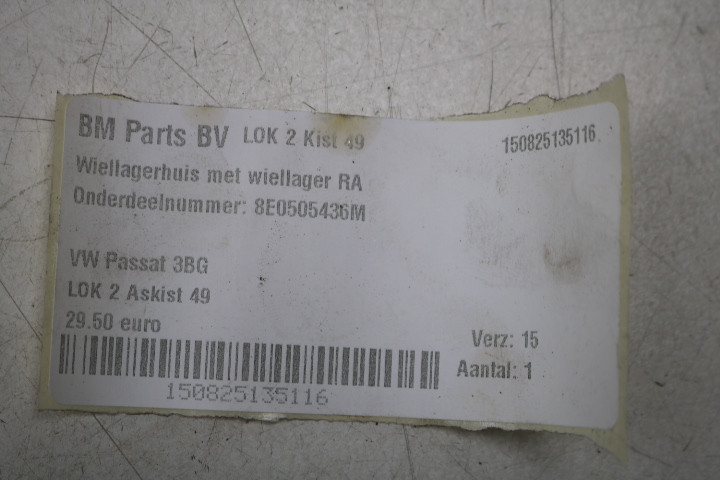 BM Parts BV LOK 2 Kist 49 150825135116
Wiellagerhuis met wiellager RA
Onderdeelnummer: 8E0505436M
VW Passat 3BG
LOK 2 Askist 49
29.50 euro
Verz: 15
Aantal: 1
150825135116